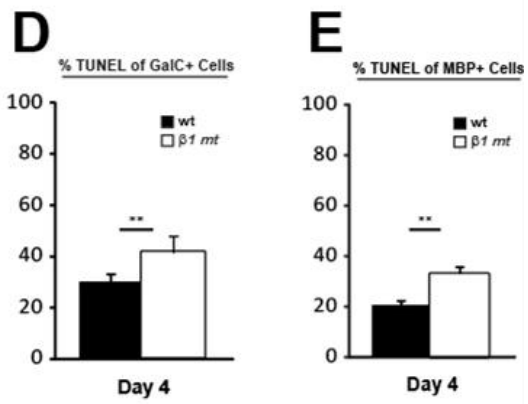 D
% TUNEL of GalC+ Cells
100
80
60
40
20
0
wt
β1 mt
**
Day 4
E
% TUNEL of MBP+ Cells
100
80
60
40
20
0
wt
β1 mt
**
Day 4